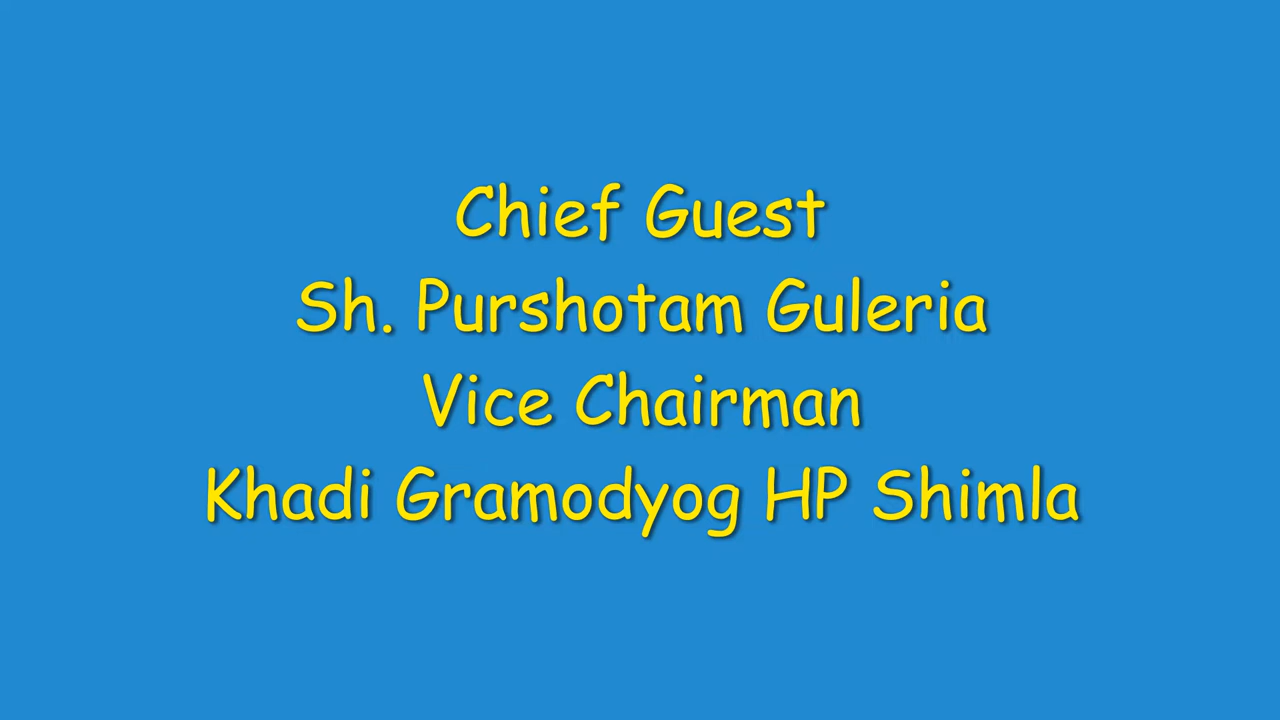 Chief Guest
Sh. Purshotam Guleria
Vice Chairman
Khadi Gramodyog HP Shimla